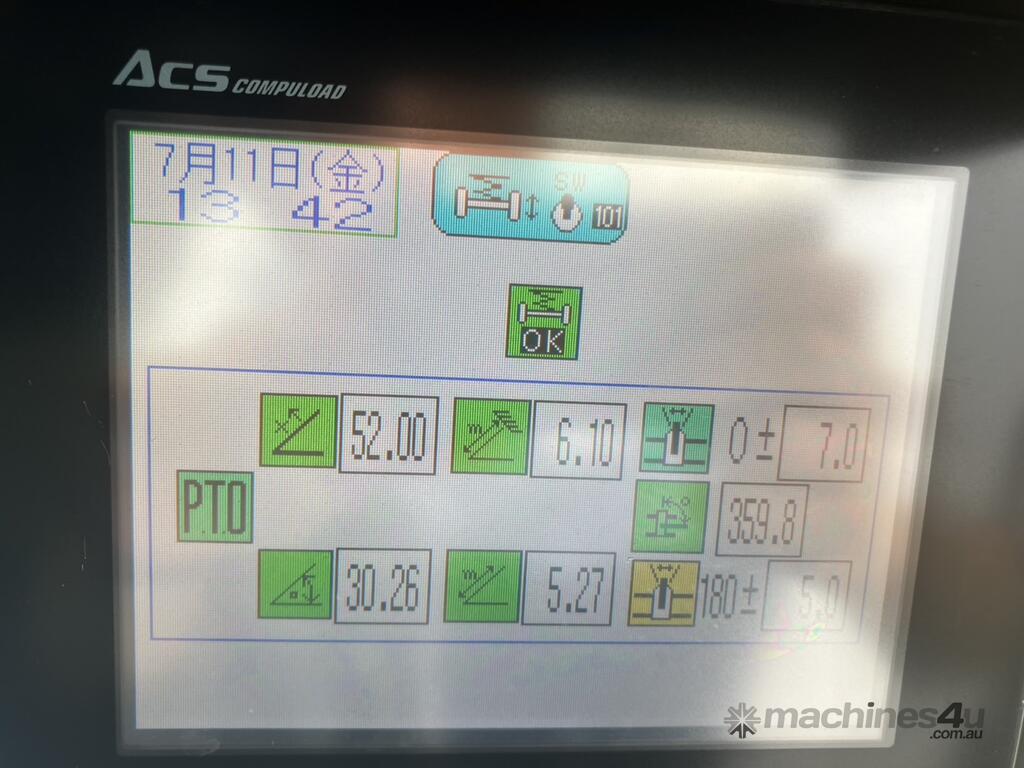 ACS COMPULOAD
7月11日(金)
13 42
SW
101
OK
x 52.00 m 6.10 0± 7.0
PTO 359.8
30.26 m 5.27 180± 5.0
machines4u
.com.au